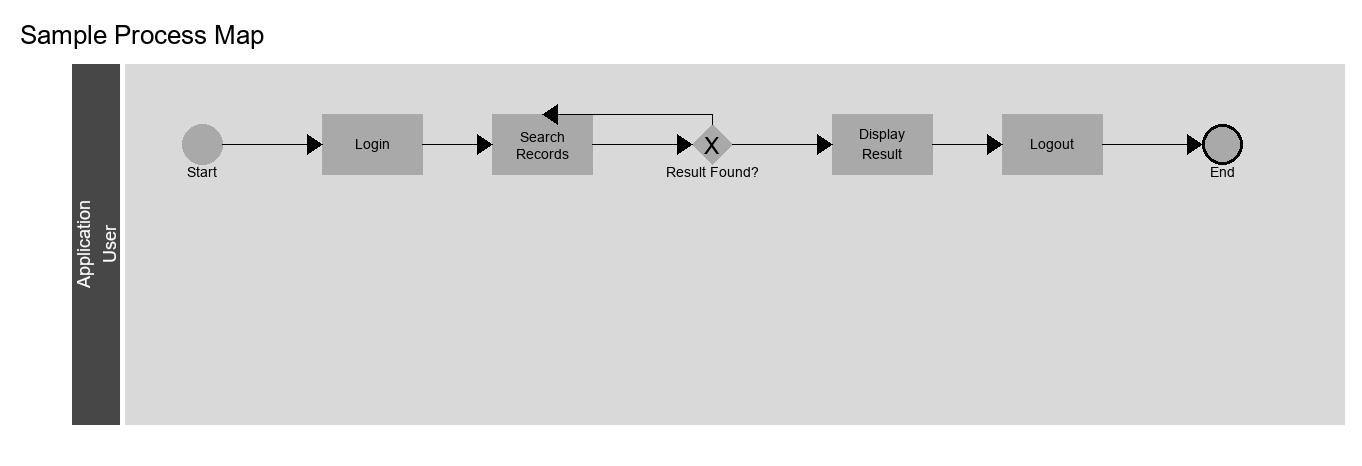 Sample Process Map
Application
User
Start
Login
Search
Records
X
Result Found?
Display
Result
Logout
End